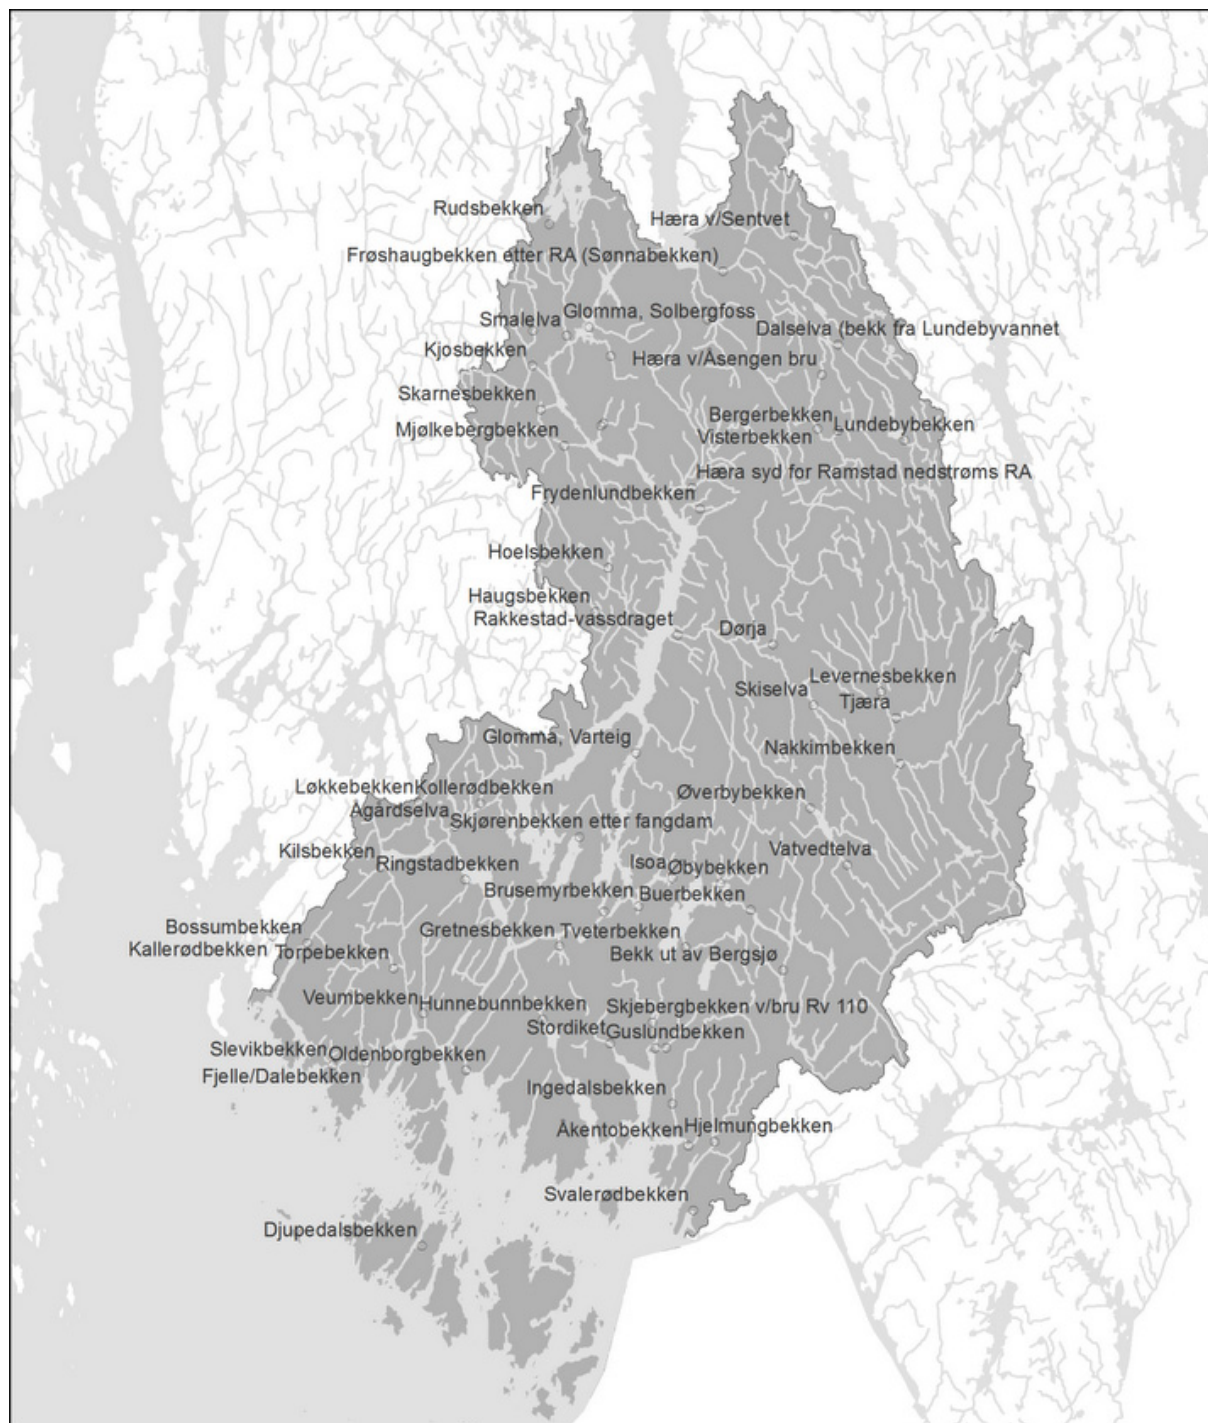 Rudsbekken
Hæra v/Sentvet
Frøshaugbekken etter RA (Sønnabekken)
Glomma, Solbergfoss
Smalelva
Dalselva (bekk fra Lundebyvannet
Kjosbekken
Hæra v/Åsengen bru
Skarnesbekken
Bergerbekken
Lundebybekken
Mjølkebergbekken
Visterbekken
Hæra syd for Ramstad nedstrøms RA
Frydenlundbekken
Hoelsbekken
Haugsbekken
Rakkestad-vassdraget
Dørja
Levernesbekken
Skiselva
Tjæra
Glomma, Varteig
Nakkimbekken
Løkkebekken
Kollerødbekken
Øverbybekken
Ågårdselva
Skjørenbekken etter fangdam
Kilsbekken
Vatvedtelva
Ringstadbekken
Isoa
Øbybekken
Brusemyrbekken
Buerbekken
Bossumbekken
Gretnesbekken
Tveterbekken
Kallerødbekken
Torpebekken
Bekk ut av Bergsjø
Veumbekken
Hunnebunnbekken
Skjebergbekken v/bru Rv 110
Stordiket
Guslundbekken
Slevikbekken
Oldenborgbekken
Fjelle/Dalebekken
Ingedalsbekken
Åkentobekken
Hjelmungbekken
Svalerødbekken
Djupedalsbekken